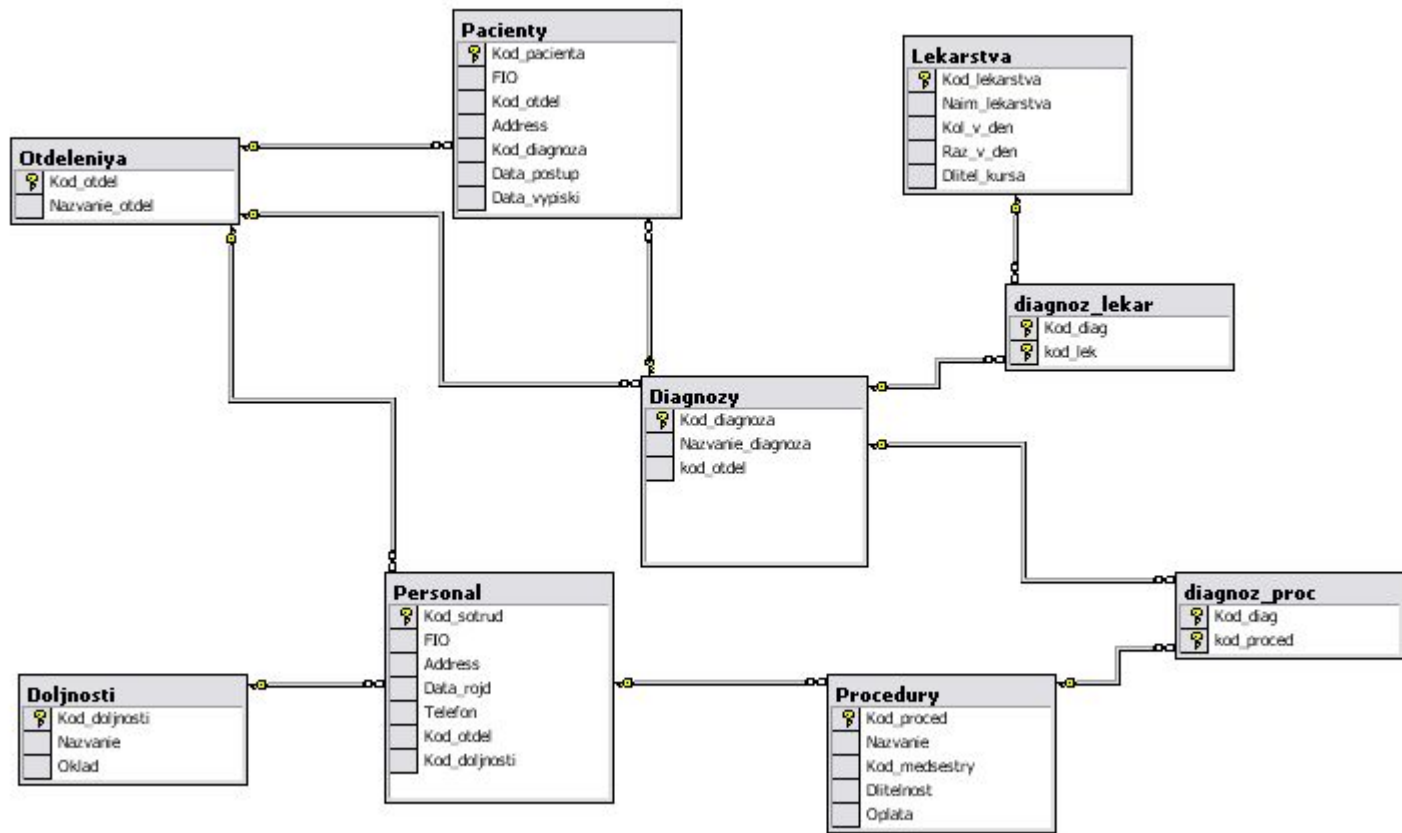 Pacienty
Kod_pacienta
FIO
Kod_otdel
Address
Kod_diagnoza
Data_postup
Data_vypiski
Lekarstva
Kod_lekarstva
Naim_lekarstva
Kol_v_den
Raz_v_den
Dlitel_kursa
Otdeleniya
Kod_otdel
Nazvanie_otdel
diagnoz_lekar
Kod_diag
kod_lek
Diagnozy
Kod_diagnoza
Nazvanie_diagnoza
kod_otdel
Personal
Kod_sotrud
FIO
Address
Data_rojd
Telefon
Kod_otdel
Kod_doljnosti
diagnoz_proc
Kod_diag
kod_proced
Doljnosti
Kod_doljnosti
Nazvanie
Oklad
Procedury
Kod_proced
Nazvanie
Kod_medsestry
Dlitelnost
Oplata